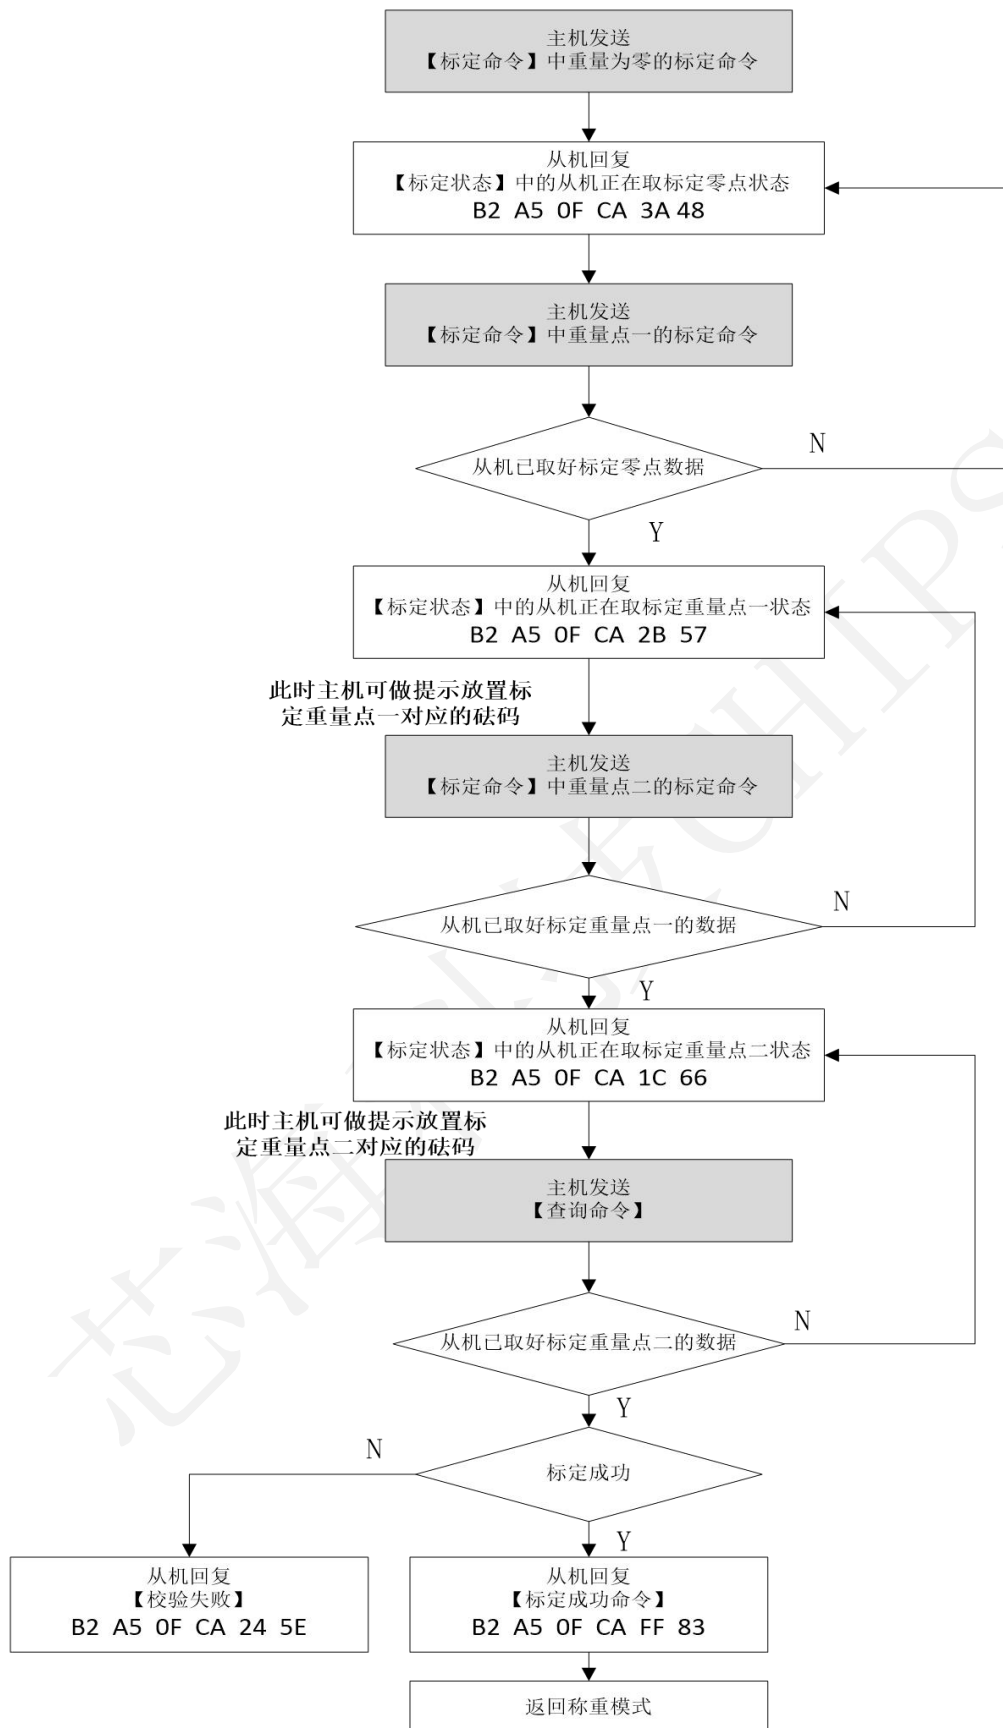 主机发送
【标定命令】中重量为零的标定命令
从机回复
【标定状态】中的从机正在取标定零点状态
B2 A5 0F CA 3A 48
主机发送
【标定命令】中重量点一的标定命令
从机已取好标定零点数据
N
Y
从机回复
【标定状态】中的从机正在取标定重量点一状态
B2 A5 0F CA 2B 57
此时主机可做提示放置标
定重量点一对应的砝码
主机发送
【标定命令】中重量点二的标定命令
从机已取好标定重量点一的数据
N
Y
从机回复
【标定状态】中的从机正在取标定重量点二状态
B2 A5 0F CA 1C 66
此时主机可做提示放置标
定重量点二对应的砝码
主机发送
【查询命令】
从机已取好标定重量点二的数据
N
Y
标定成功
N
Y
从机回复
【校验失败】
B2 A5 0F CA 24 5E
从机回复
【标定成功命令】
B2 A5 0F CA FF 83
返回称重模式